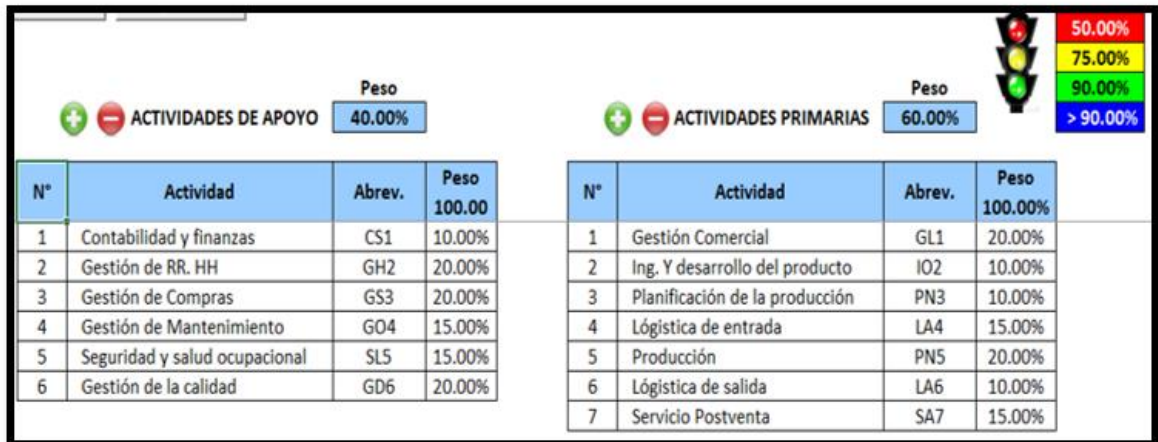 50.00%
75.00%
90.00%
> 90.00%
Peso
ACTIVIDADES DE APOYO 40.00%
Peso
ACTIVIDADES PRIMARIAS 60.00%
N° Actividad Abrev. Peso 100.00
1 Contabilidad y finanzas CS1 10.00%
2 Gestión de RR. HH GH2 20.00%
3 Gestión de Compras GS3 20.00%
4 Gestión de Mantenimiento GO4 15.00%
5 Seguridad y salud ocupacional SL5 15.00%
6 Gestión de la calidad GD6 20.00%
N° Actividad Abrev. Peso 100.00%
1 Gestión Comercial GL1 20.00%
2 Ing. Y desarrollo del producto IO2 10.00%
3 Planificación de la producción PN3 10.00%
4 Lógistica de entrada LA4 15.00%
5 Producción PN5 20.00%
6 Lógistica de salida LA6 10.00%
7 Servicio Postventa SA7 15.00%